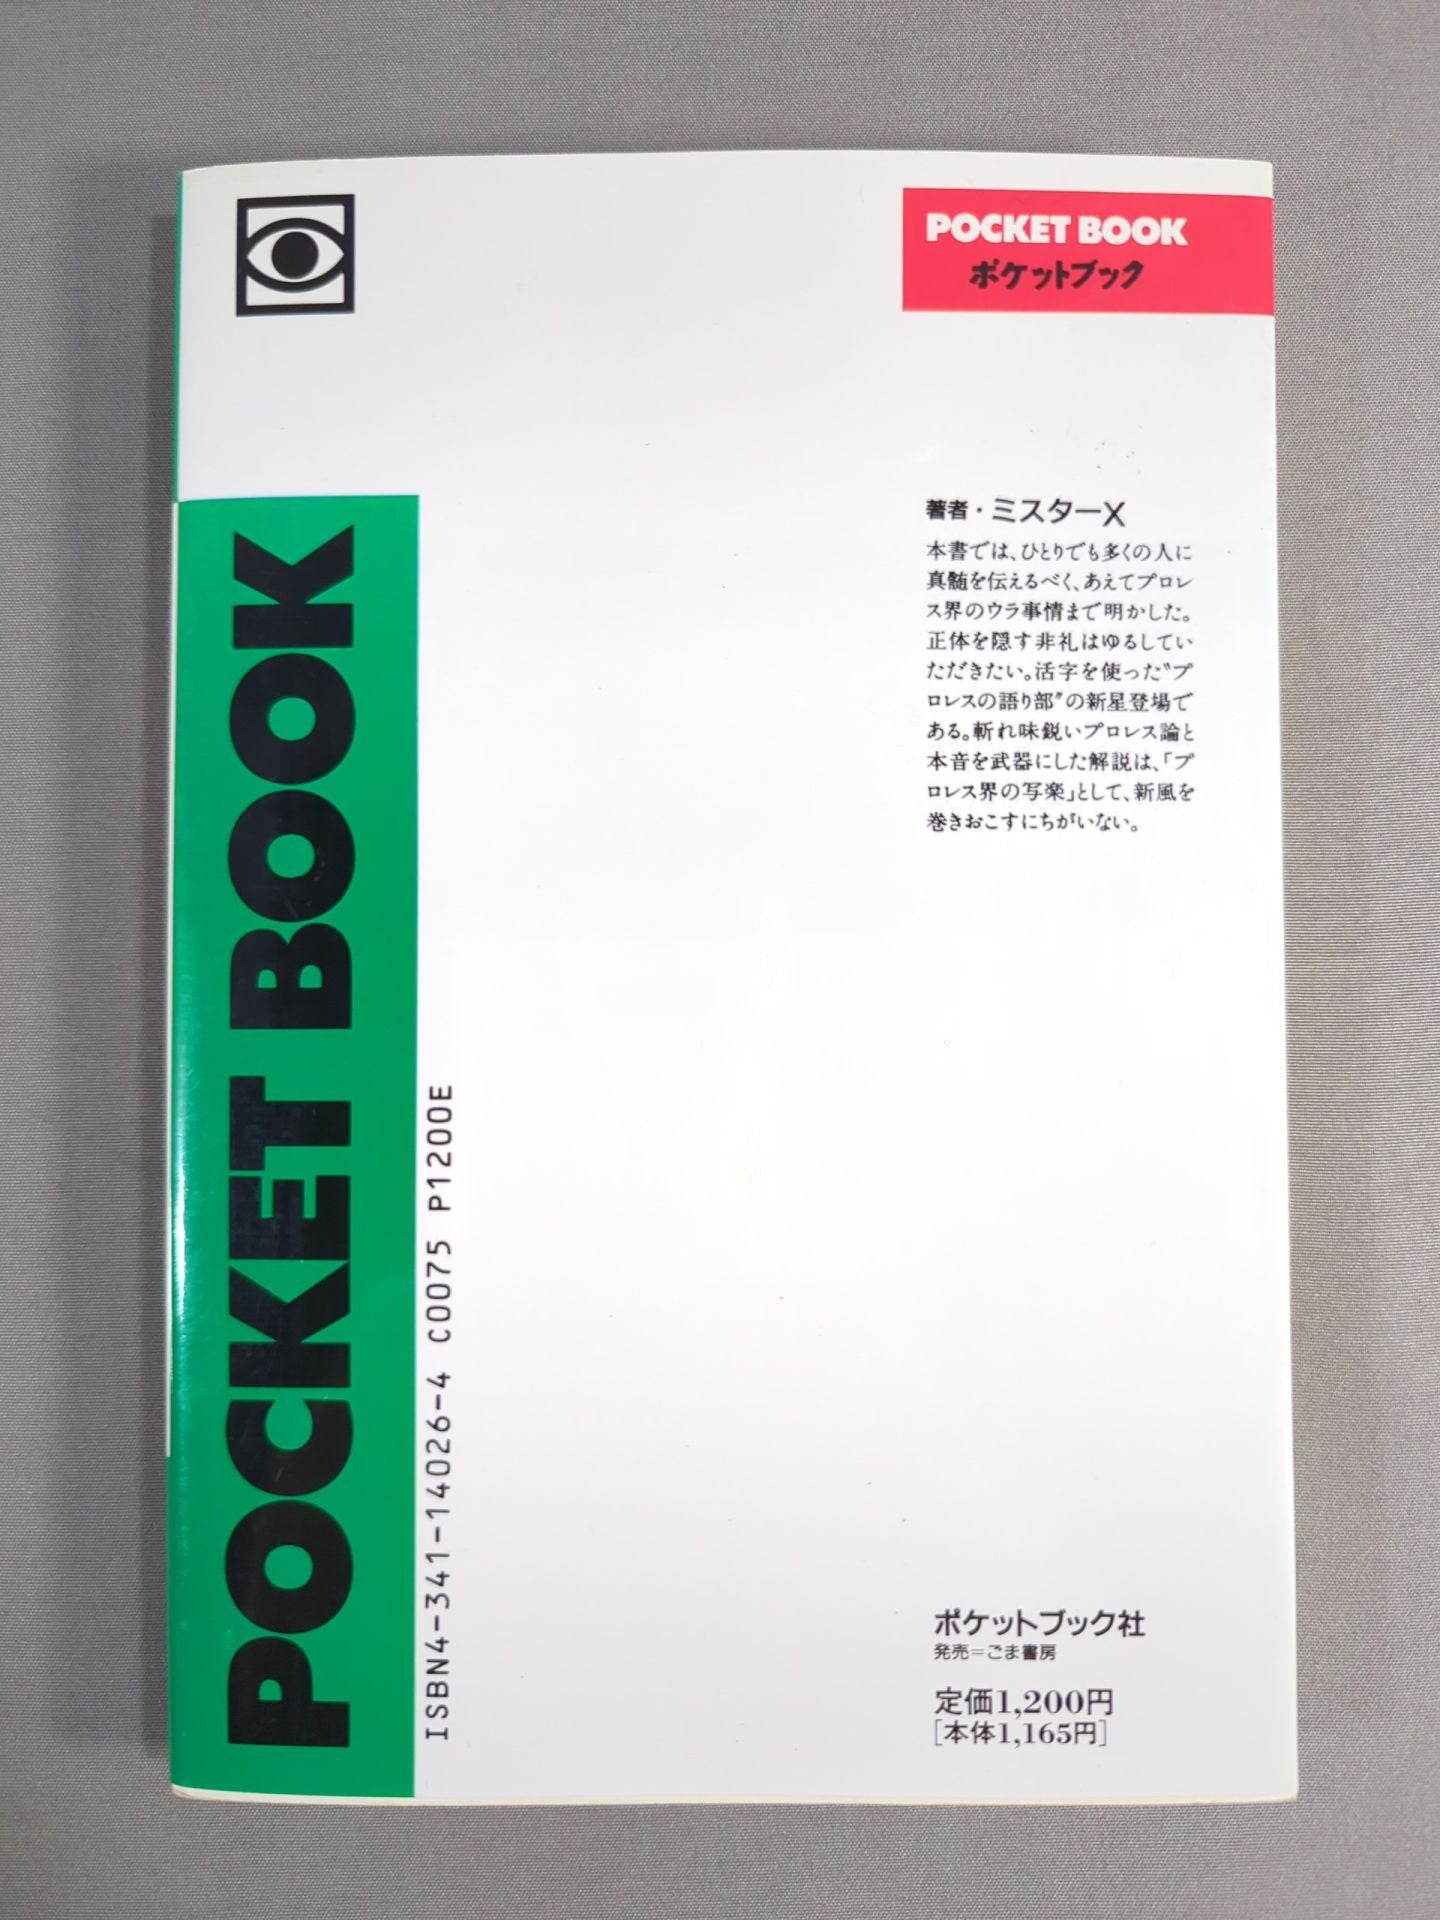 POCKET BOOK
ポケットブック
著者・ミスターX
本書では、ひとりでも多くの人に
真髄を伝えるべく、あえてプロレ
ス界のウラ事情まで明かした。
正体を隠す非礼はゆるしてい
ただきたい。活字を使った〝プ
ロレスの語り部〟の新星登場で
ある。斬れ味鋭いプロレス論と
本音を武器にした解説は、「プ
ロレス界の写楽」として、新風を
巻きおこすにちがいない。
POCKET BOOK
ISBN4-341-14026-4 C0075 P1200E
ポケットブック社
発売=ごま書房
定価1,200円
[本体1,165円]